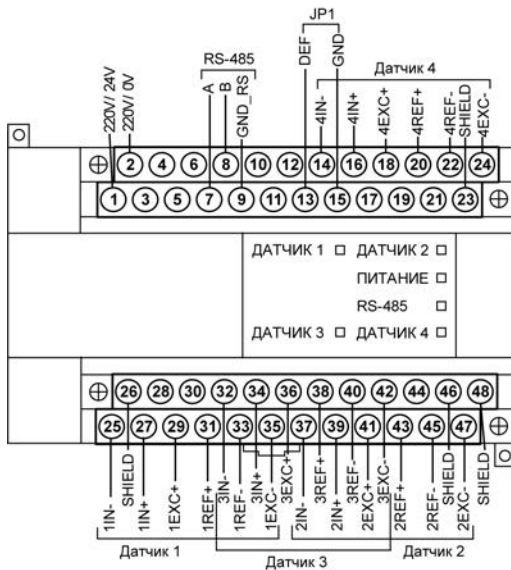 JP1
RS-485
DEF
GND
Датчик 4
220V/ 24V
220V/ 0V
A
B
GND_RS
4IN-
4IN+
4EXC+
4REF+
4REF-
SHIELD
4EXC-
2 4 6 8 10 12 14 16 18 20 22 24
1 3 5 7 9 11 13 15 17 19 21 23
ДАТЧИК 1 ДАТЧИК 2
ПИТАНИЕ
RS-485
ДАТЧИК 3 ДАТЧИК 4
26 28 30 32 34 36 38 40 42 44 46 48
25 27 29 31 33 35 37 39 41 43 45 47
1IN-
SHIELD
1IN+
1EXC+
1REF+
3IN-
1REF-
3IN+
1EXC-
3EXC+
2IN-
3REF+
2IN+
3REF-
2EXC+
3EXC-
2REF+
2REF-
SHIELD
2EXC-
SHIELD
Датчик 1
Датчик 3
Датчик 2